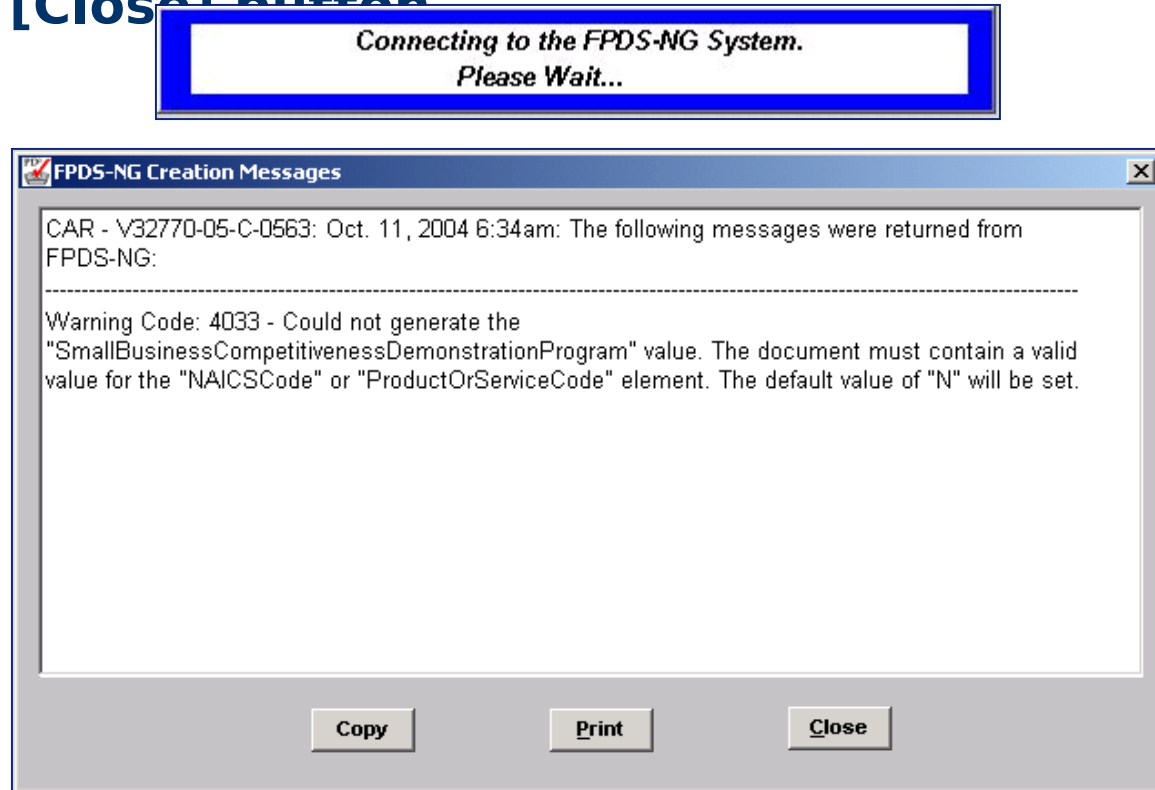 [Close] button
Connecting to the FPDS-NG System.
Please Wait...
FPDS-NG Creation Messages
CAR - V32770-05-C-0563: Oct. 11, 2004 6:34am: The following messages were returned from
FPDS-NG:
--------------------------------------------------------------------------------
Warning Code: 4033 - Could not generate the
"SmallBusinessCompetitivenessDemonstrationProgram" value. The document must contain a valid
value for the "NAICSCode" or "ProductOrServiceCode" element. The default value of "N" will be set.
Copy Print Close